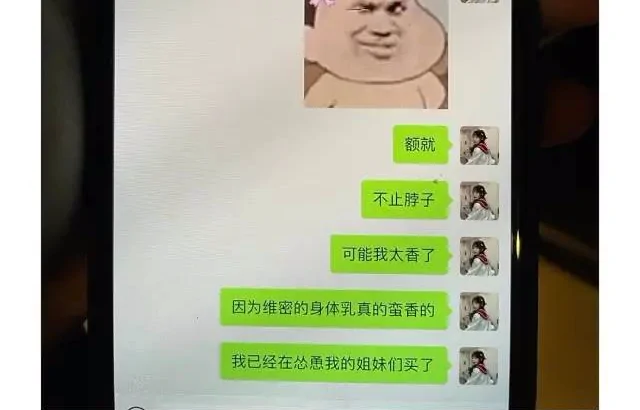 额就
不止脖子
可能我太香了
因为维密的身体乳真的蛮香的
我已经在怂恿我的姐妹们买了